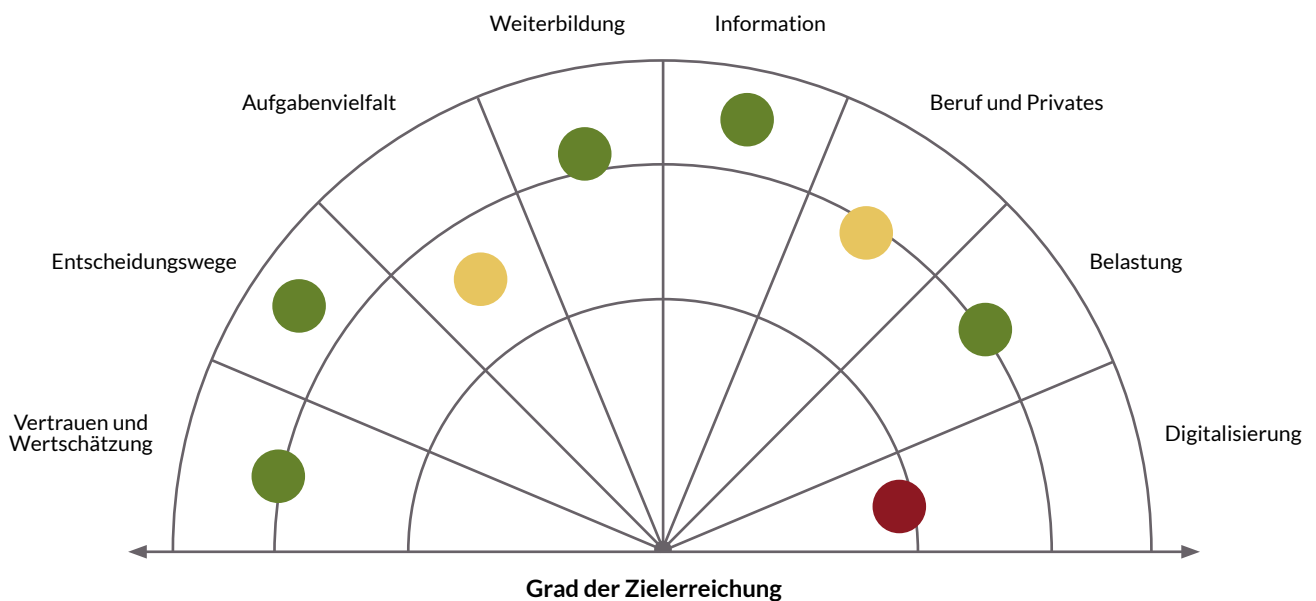 Weiterbildung
Information
Aufgabenvielfalt
Beruf und Privates
Entscheidungswege
Belastung
Vertrauen und
Wertschätzung
Digitalisierung
Grad der Zielerreichung